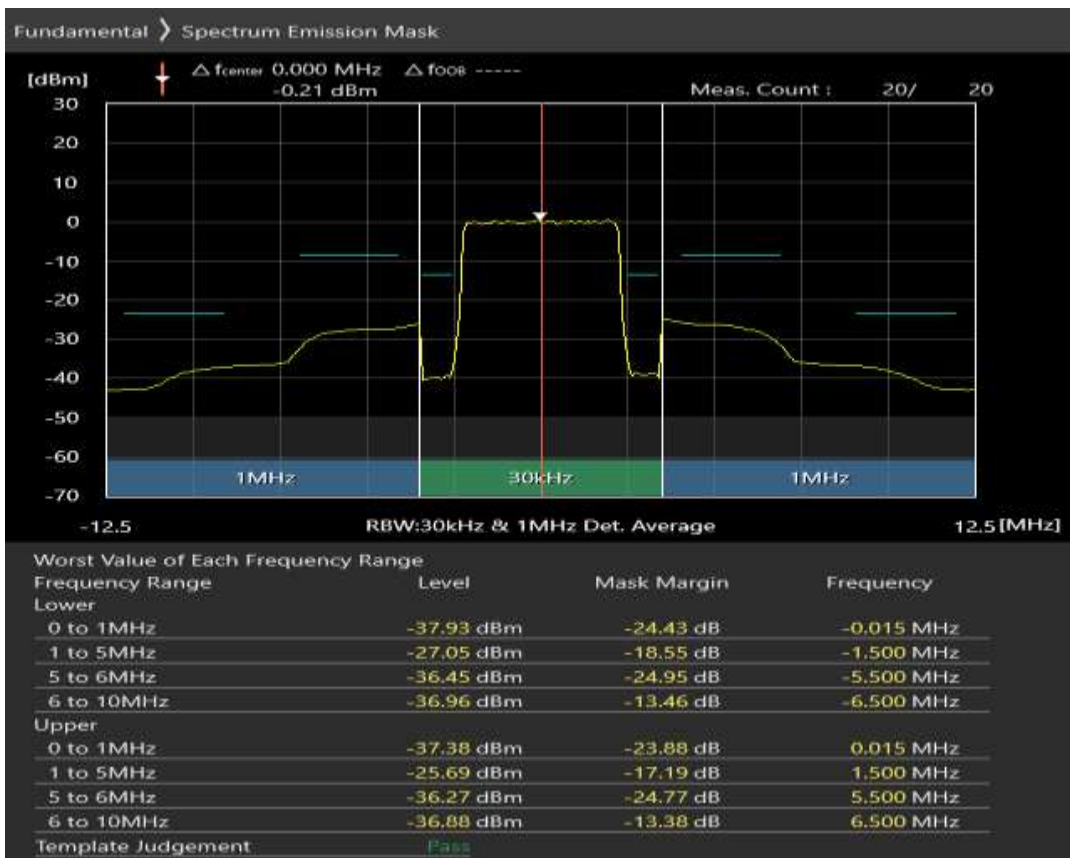 Fundamental ❯ Spectrum Emission Mask
△ fcenter 0.000 MHz △ fOOB -----
-0.21 dBm
Meas. Count : 20/ 20
[dBm]
30
20
10
0
-10
-20
-30
-40
-50
-60
-70
1MHz 30kHz 1MHz
-12.5 RBW:30kHz & 1MHz Det. Average 12.5 [MHz]
Worst Value of Each Frequency Range
Frequency Range Level Mask Margin Frequency
Lower
0 to 1MHz -37.93 dBm -24.43 dB -0.015 MHz
1 to 5MHz -27.05 dBm -18.55 dB -1.500 MHz
5 to 6MHz -36.45 dBm -24.95 dB -5.500 MHz
6 to 10MHz -36.96 dBm -13.46 dB -6.500 MHz
Upper
0 to 1MHz -37.38 dBm -23.88 dB 0.015 MHz
1 to 5MHz -25.69 dBm -17.19 dB 1.500 MHz
5 to 6MHz -36.27 dBm -24.77 dB 5.500 MHz
6 to 10MHz -36.88 dBm -13.38 dB 6.500 MHz
Template Judgement Pass